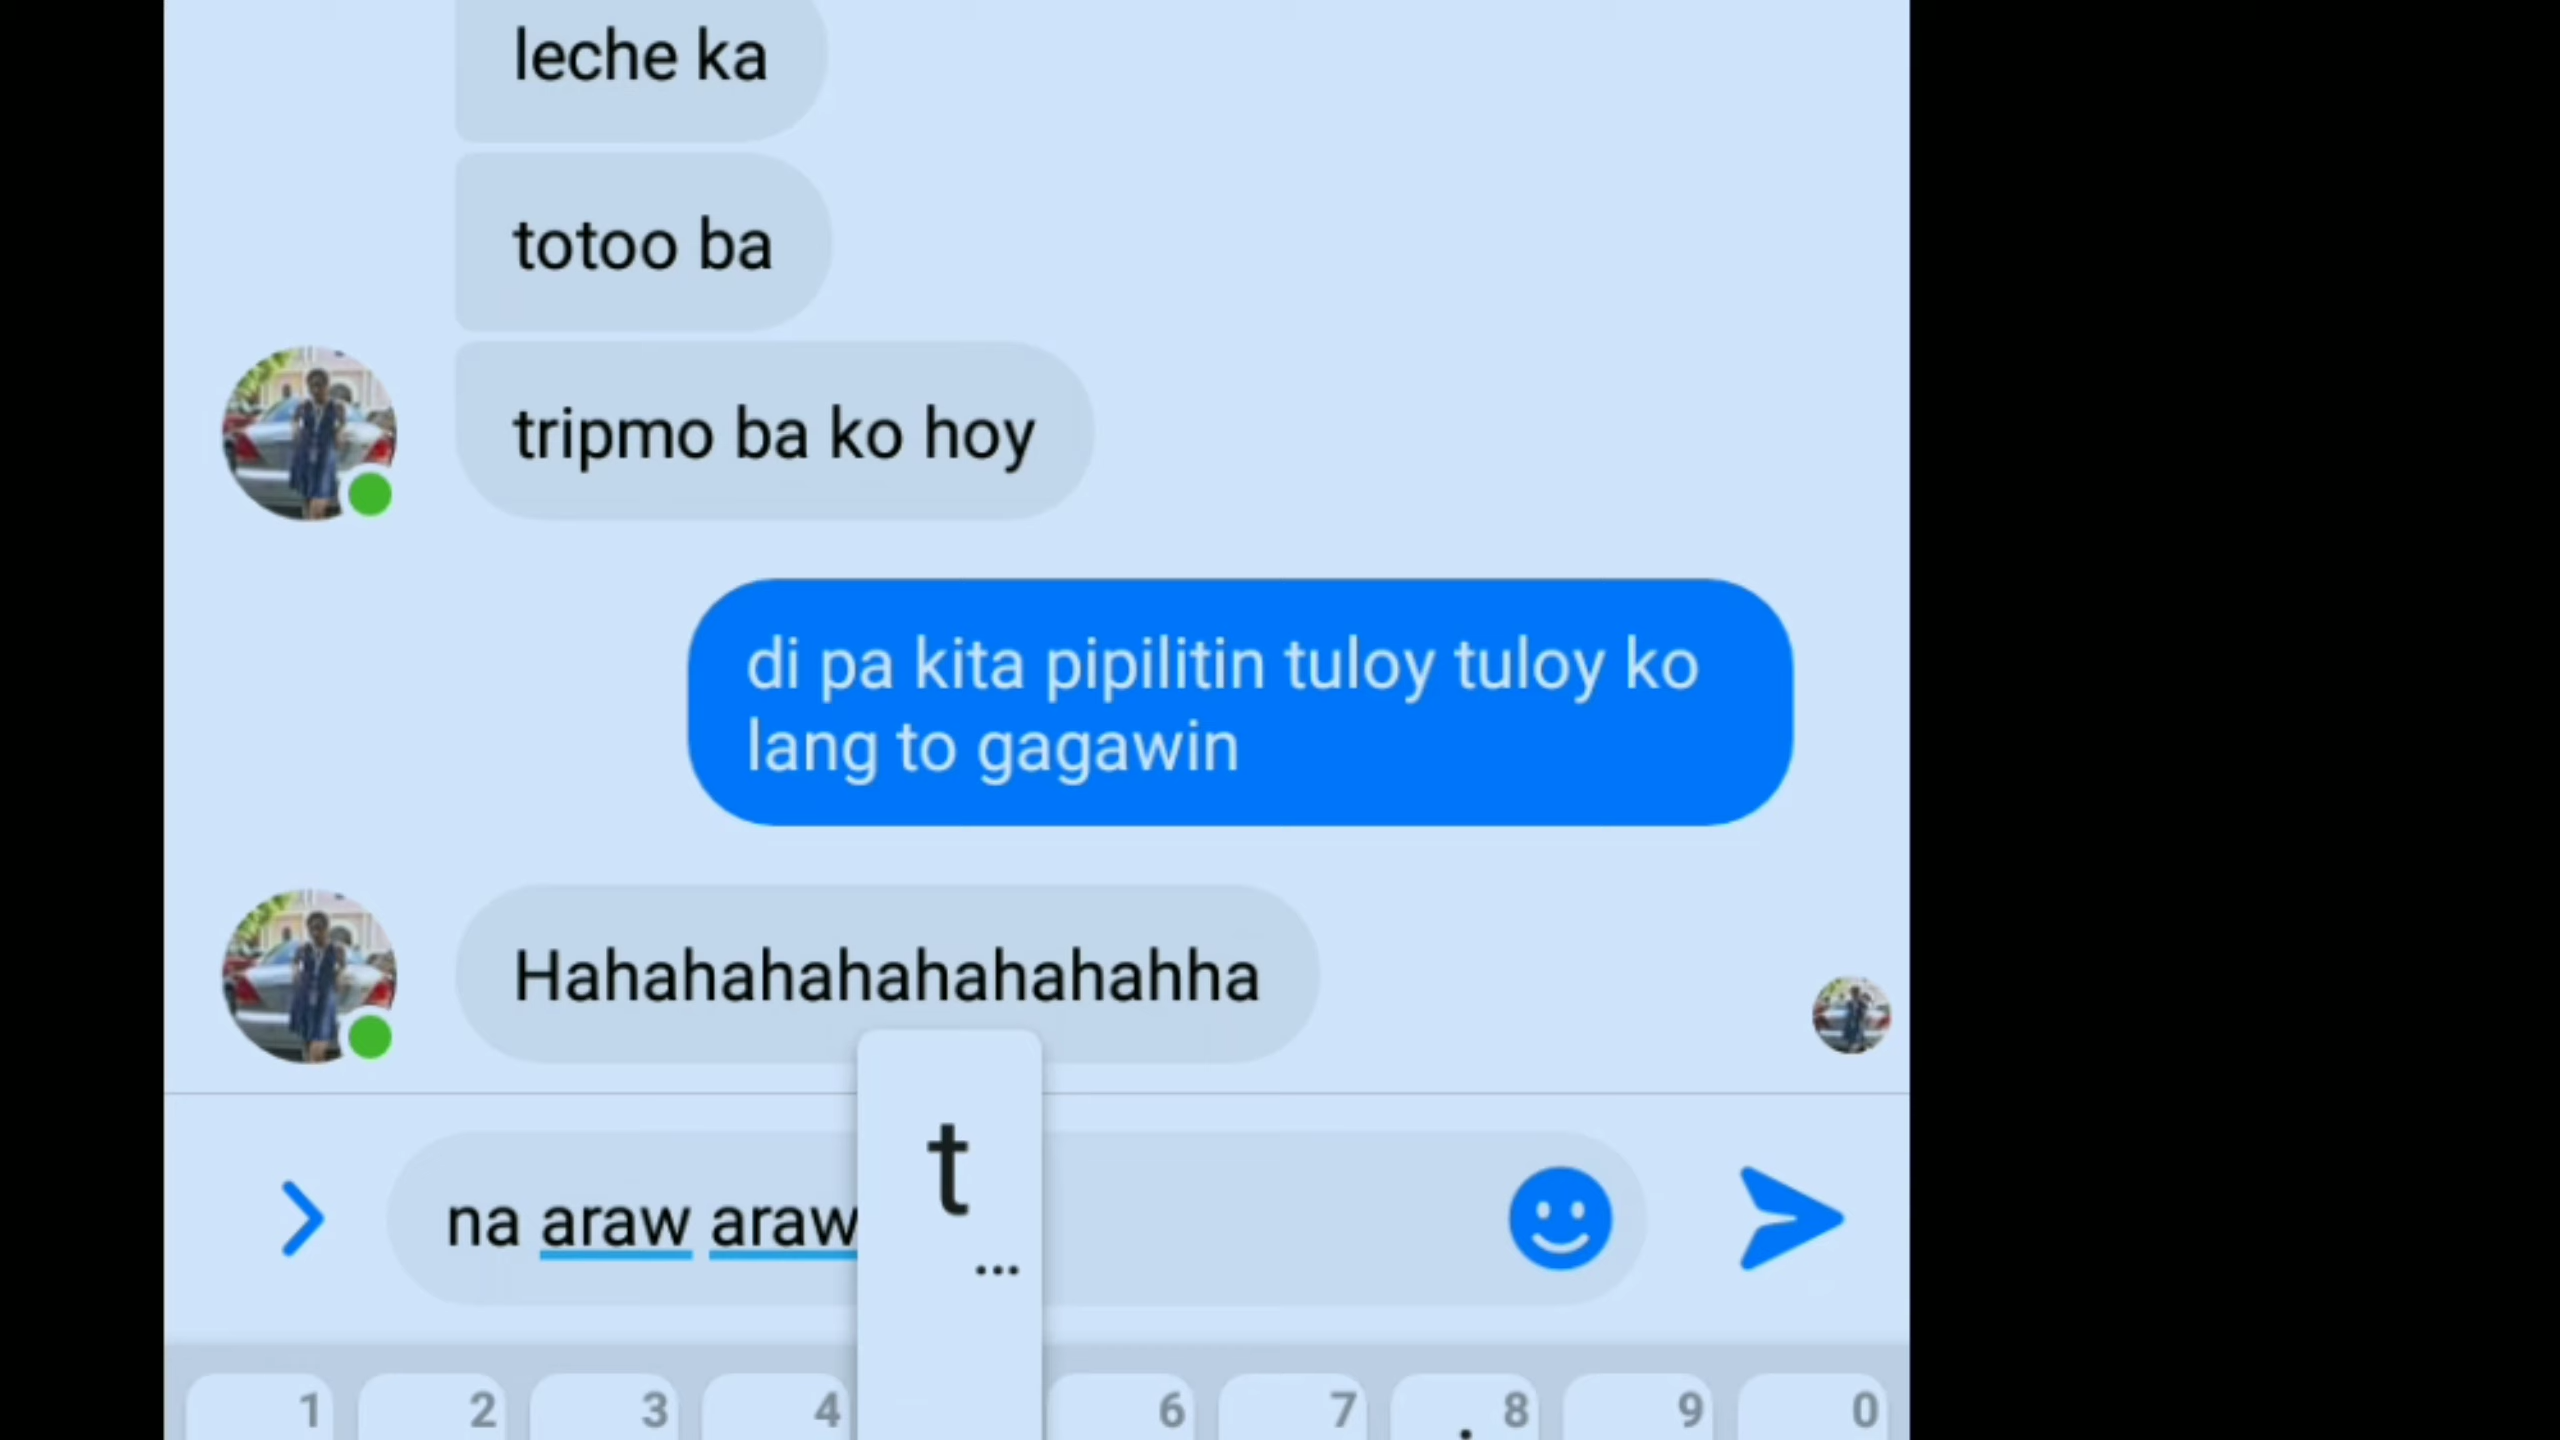 leche ka
totoo ba
tripmo ba ko hoy
di pa kita pipilitin tuloy tuloy ko
lang to gagawin
Hahahahahahahahahha
na araw araw
t
...
1 2 3 4 6 7 8 9 0